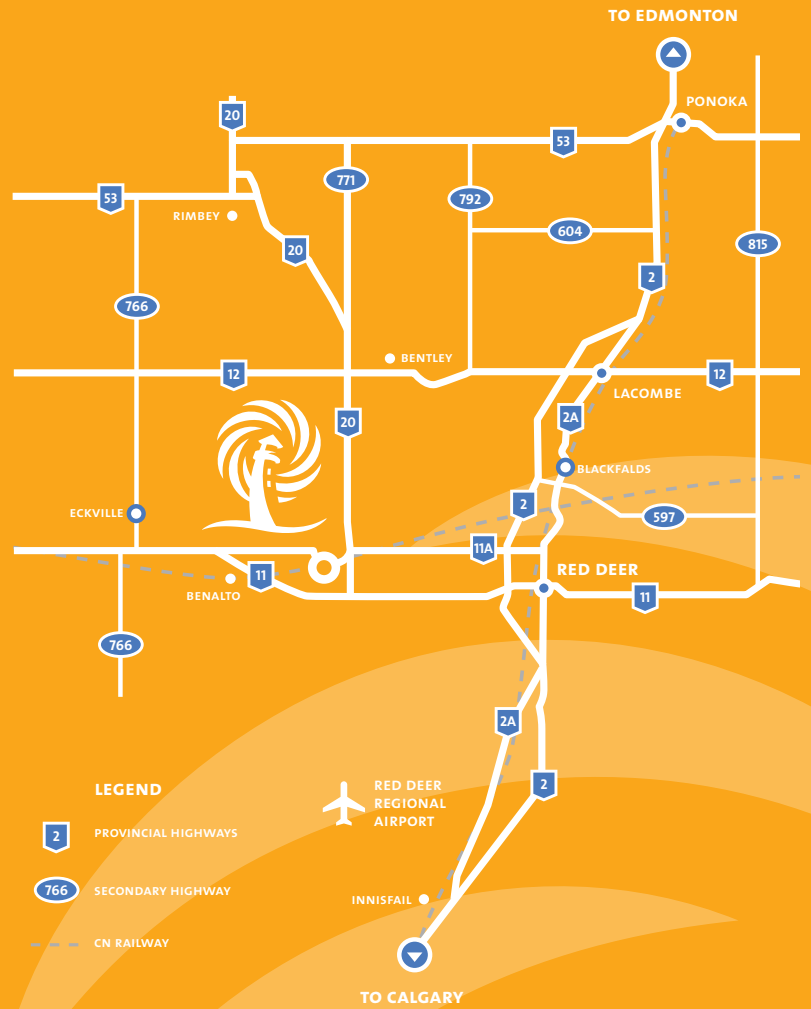 TO EDMONTON
PONOKA
20
53
771
792
53
RIMBEY
604
815
20
2
766
BENTLEY
12
12
LACOMBE
20
2A
BLACKFALDS
2
ECKVILLE
597
11A
RED DEER
11
BENALTO
11
766
2A
2
LEGEND
RED DEER
REGIONAL
AIRPORT
2
PROVINCIAL HIGHWAYS
766
SECONDARY HIGHWAY
INNISFAIL
CN RAILWAY
TO CALGARY